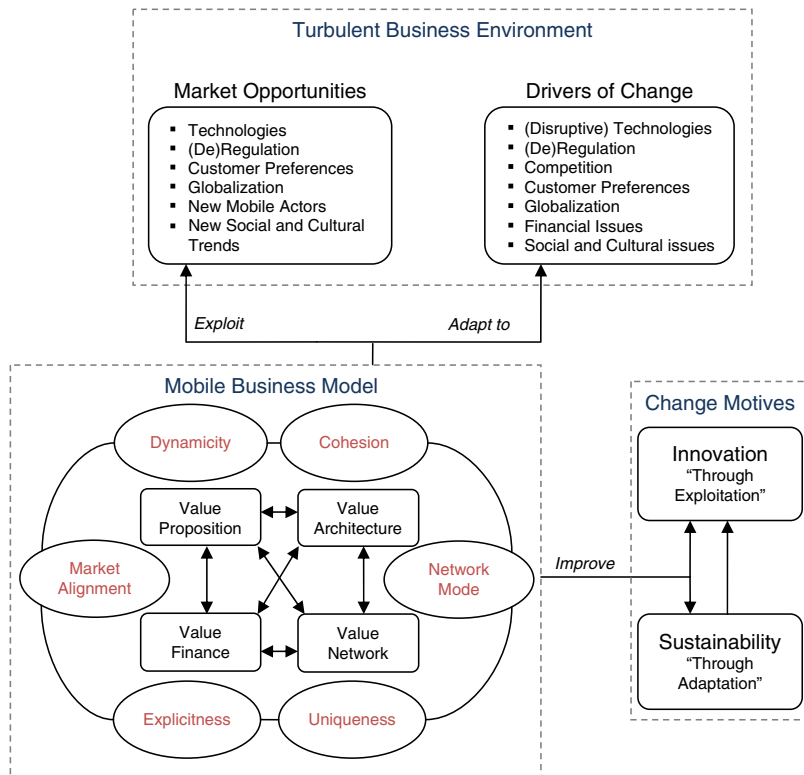 Turbulent Business Environment
Market Opportunities
▪ Technologies
▪ (De)Regulation
▪ Customer Preferences
▪ Globalization
▪ New Mobile Actors
▪ New Social and Cultural
Trends
Drivers of Change
▪ (Disruptive) Technologies
▪ (De)Regulation
▪ Competition
▪ Customer Preferences
▪ Globalization
▪ Financial Issues
▪ Social and Cultural issues
Exploit
Adapt to
Mobile Business Model
Dynamicity
Cohesion
Value
Proposition
Value
Architecture
Market
Alignment
Network
Mode
Value
Finance
Value
Network
Explicitness
Uniqueness
Improve
Change Motives
Innovation
“Through
Exploitation”
Sustainability
“Through
Adaptation”